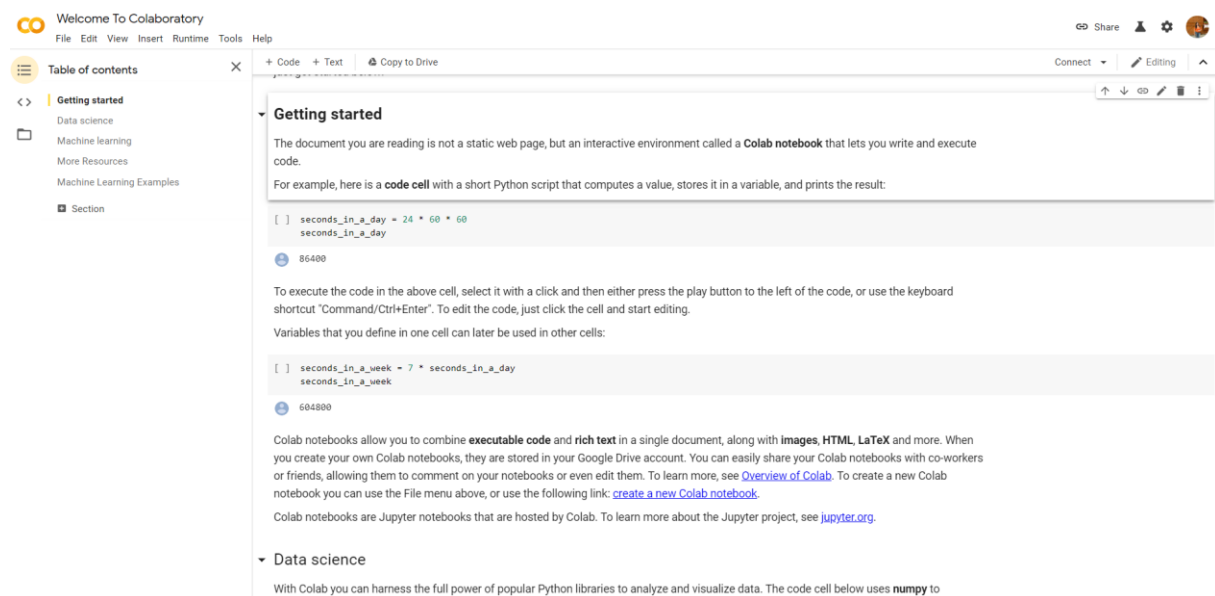 Welcome To Colaboratory
File Edit View Insert Runtime Tools Help
Share
Table of contents
+ Code + Text Copy to Drive
Connect Editing
Getting started
Data science
Machine learning
More Resources
Machine Learning Examples
Section
Getting started
The document you are reading is not a static web page, but an interactive environment called a Colab notebook that lets you write and execute
code.
For example, here is a code cell with a short Python script that computes a value, stores it in a variable, and prints the result:
[ ] seconds_in_a_day = 24 * 60 * 60
seconds_in_a_day
86400
To execute the code in the above cell, select it with a click and then either press the play button to the left of the code, or use the keyboard
shortcut "Command/Ctrl+Enter". To edit the code, just click the cell and start editing.
Variables that you define in one cell can later be used in other cells:
[ ] seconds_in_a_week = 7 * seconds_in_a_day
seconds_in_a_week
604800
Colab notebooks allow you to combine executable code and rich text in a single document, along with images, HTML, LaTeX and more. When
you create your own Colab notebooks, they are stored in your Google Drive account. You can easily share your Colab notebooks with co-workers
or friends, allowing them to comment on your notebooks or even edit them. To learn more, see Overview of Colab. To create a new Colab
notebook you can use the File menu above, or use the following link: create a new Colab notebook.
Colab notebooks are Jupyter notebooks that are hosted by Colab. To learn more about the Jupyter project, see jupyter.org.
Data science
With Colab you can harness the full power of popular Python libraries to analyze and visualize data. The code cell below uses numpy to